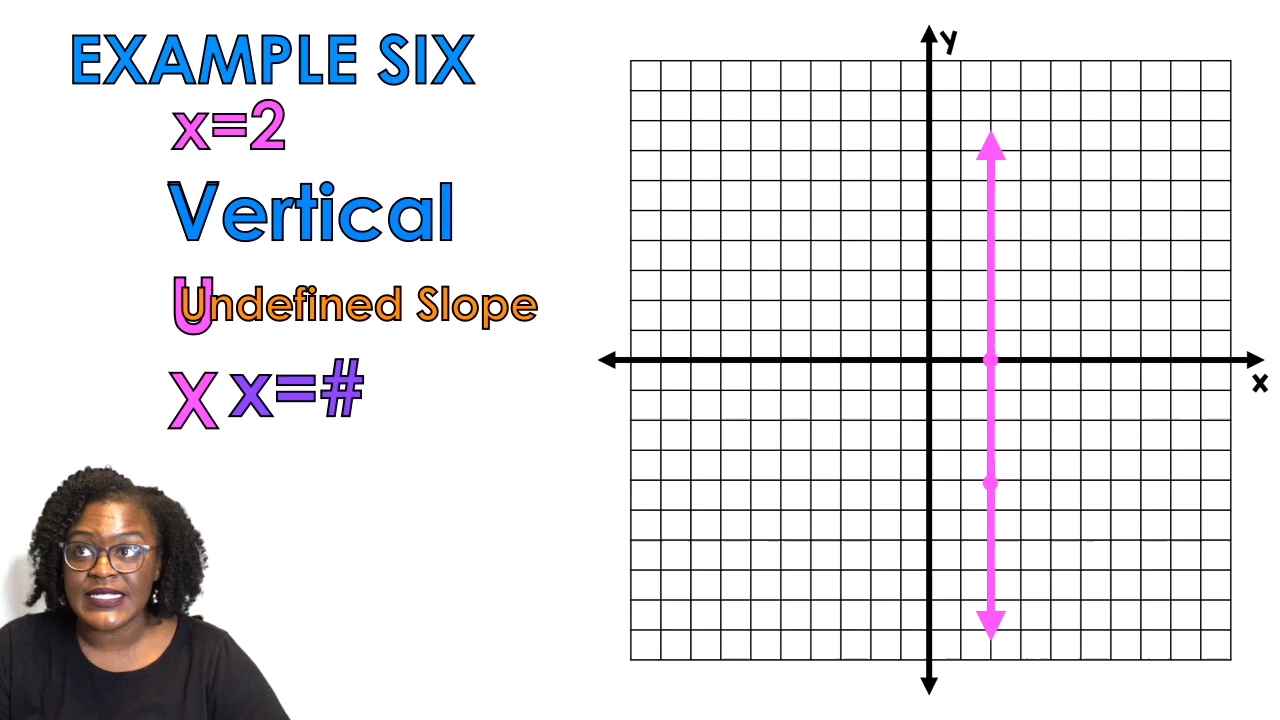 EXAMPLE SIX
x=2
Vertical
U Undefined Slope
X x=#
y
x